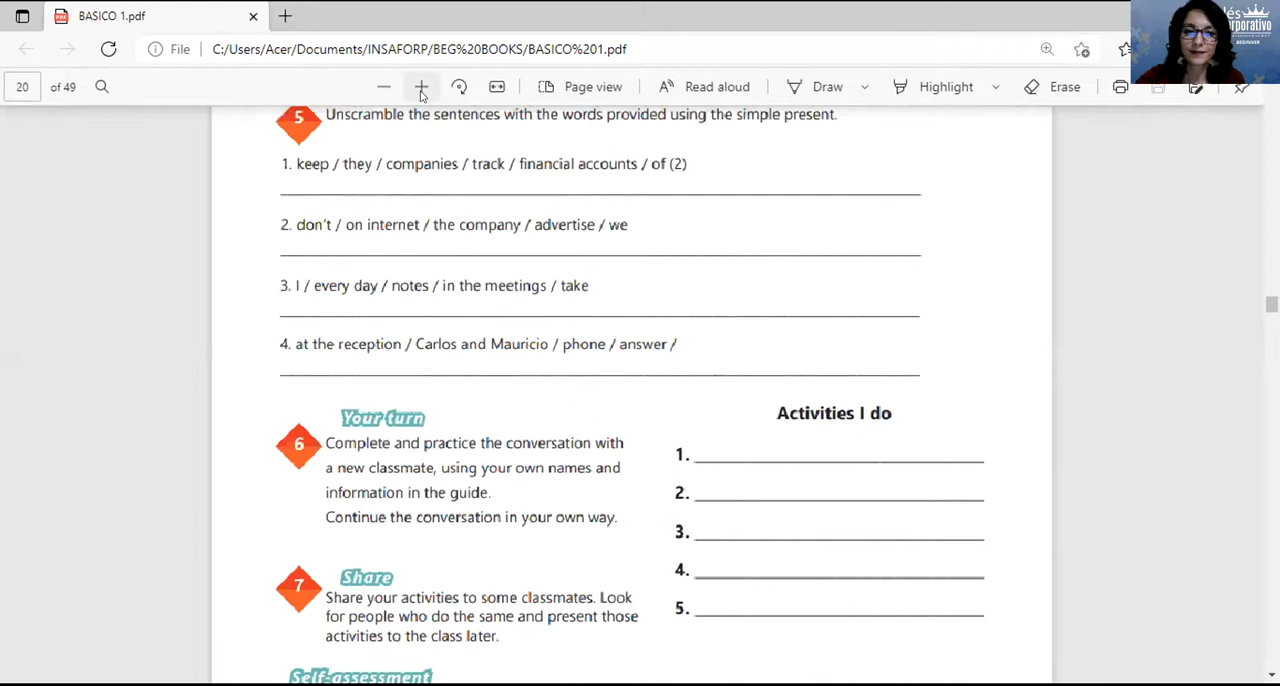 BASICO 1.pdf
File C:/Users/Acer/Documents/INSAFORP/BEG%20BOOKS/BASICO%201.pdf
20 of 49 Page view Read aloud Draw Highlight Erase
BEGINNER
5 Unscramble the sentences with the words provided using the simple present.
1. keep / they / companies / track / financial accounts / of (2)
2. don't / on internet / the company / advertise / we
3. I / every day / notes / in the meetings / take
4. at the reception / Carlos and Mauricio / phone / answer /
Your turn
6 Complete and practice the conversation with
a new classmate, using your own names and
information in the guide.
Continue the conversation in your own way.
7 Share
Share your activities to some classmates. Look
for people who do the same and present those
activities to the class later.
Activities I do
1.
2.
3.
4.
5.
Self-assessment